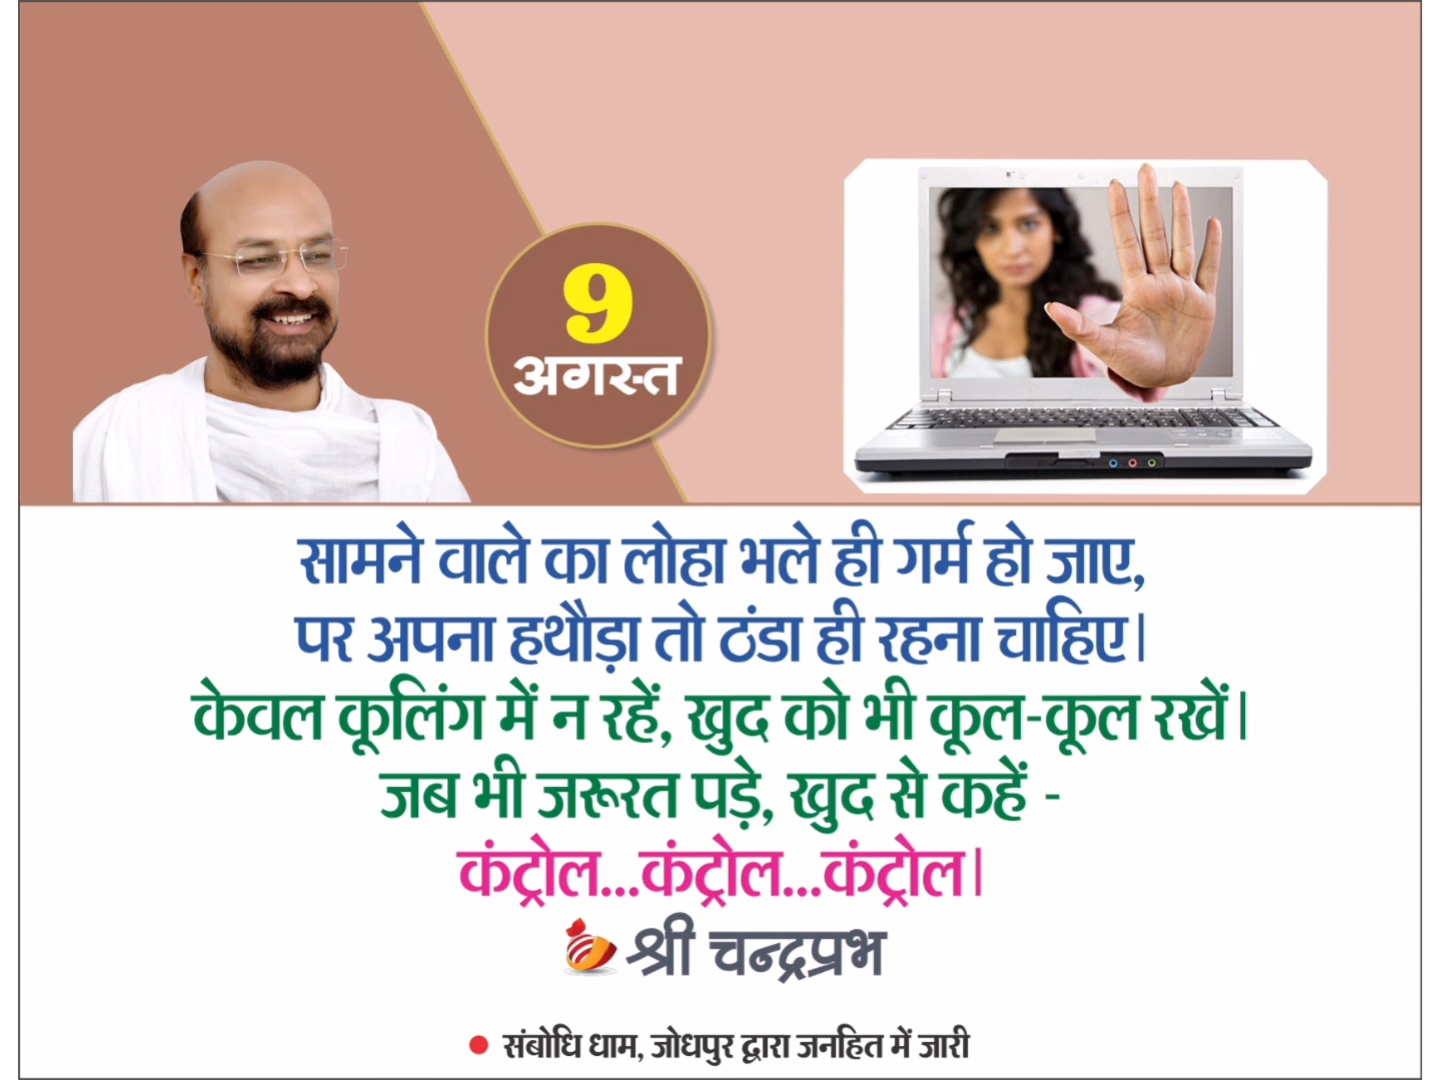 9
अगस्त
सामने वाले का लोहा भले ही गर्म हो जाए,
पर अपना हथौड़ा तो ठंडा ही रहना चाहिए।
केवल कूलिंग में न रहें, खुद को भी कूल-कूल रखें।
जब भी जरूरत पड़े, खुद से कहें -
कंट्रोल...कंट्रोल...कंट्रोल।
श्री चन्द्रप्रभ
• संबोधि धाम, जोधपुर द्वारा जनहित में जारी